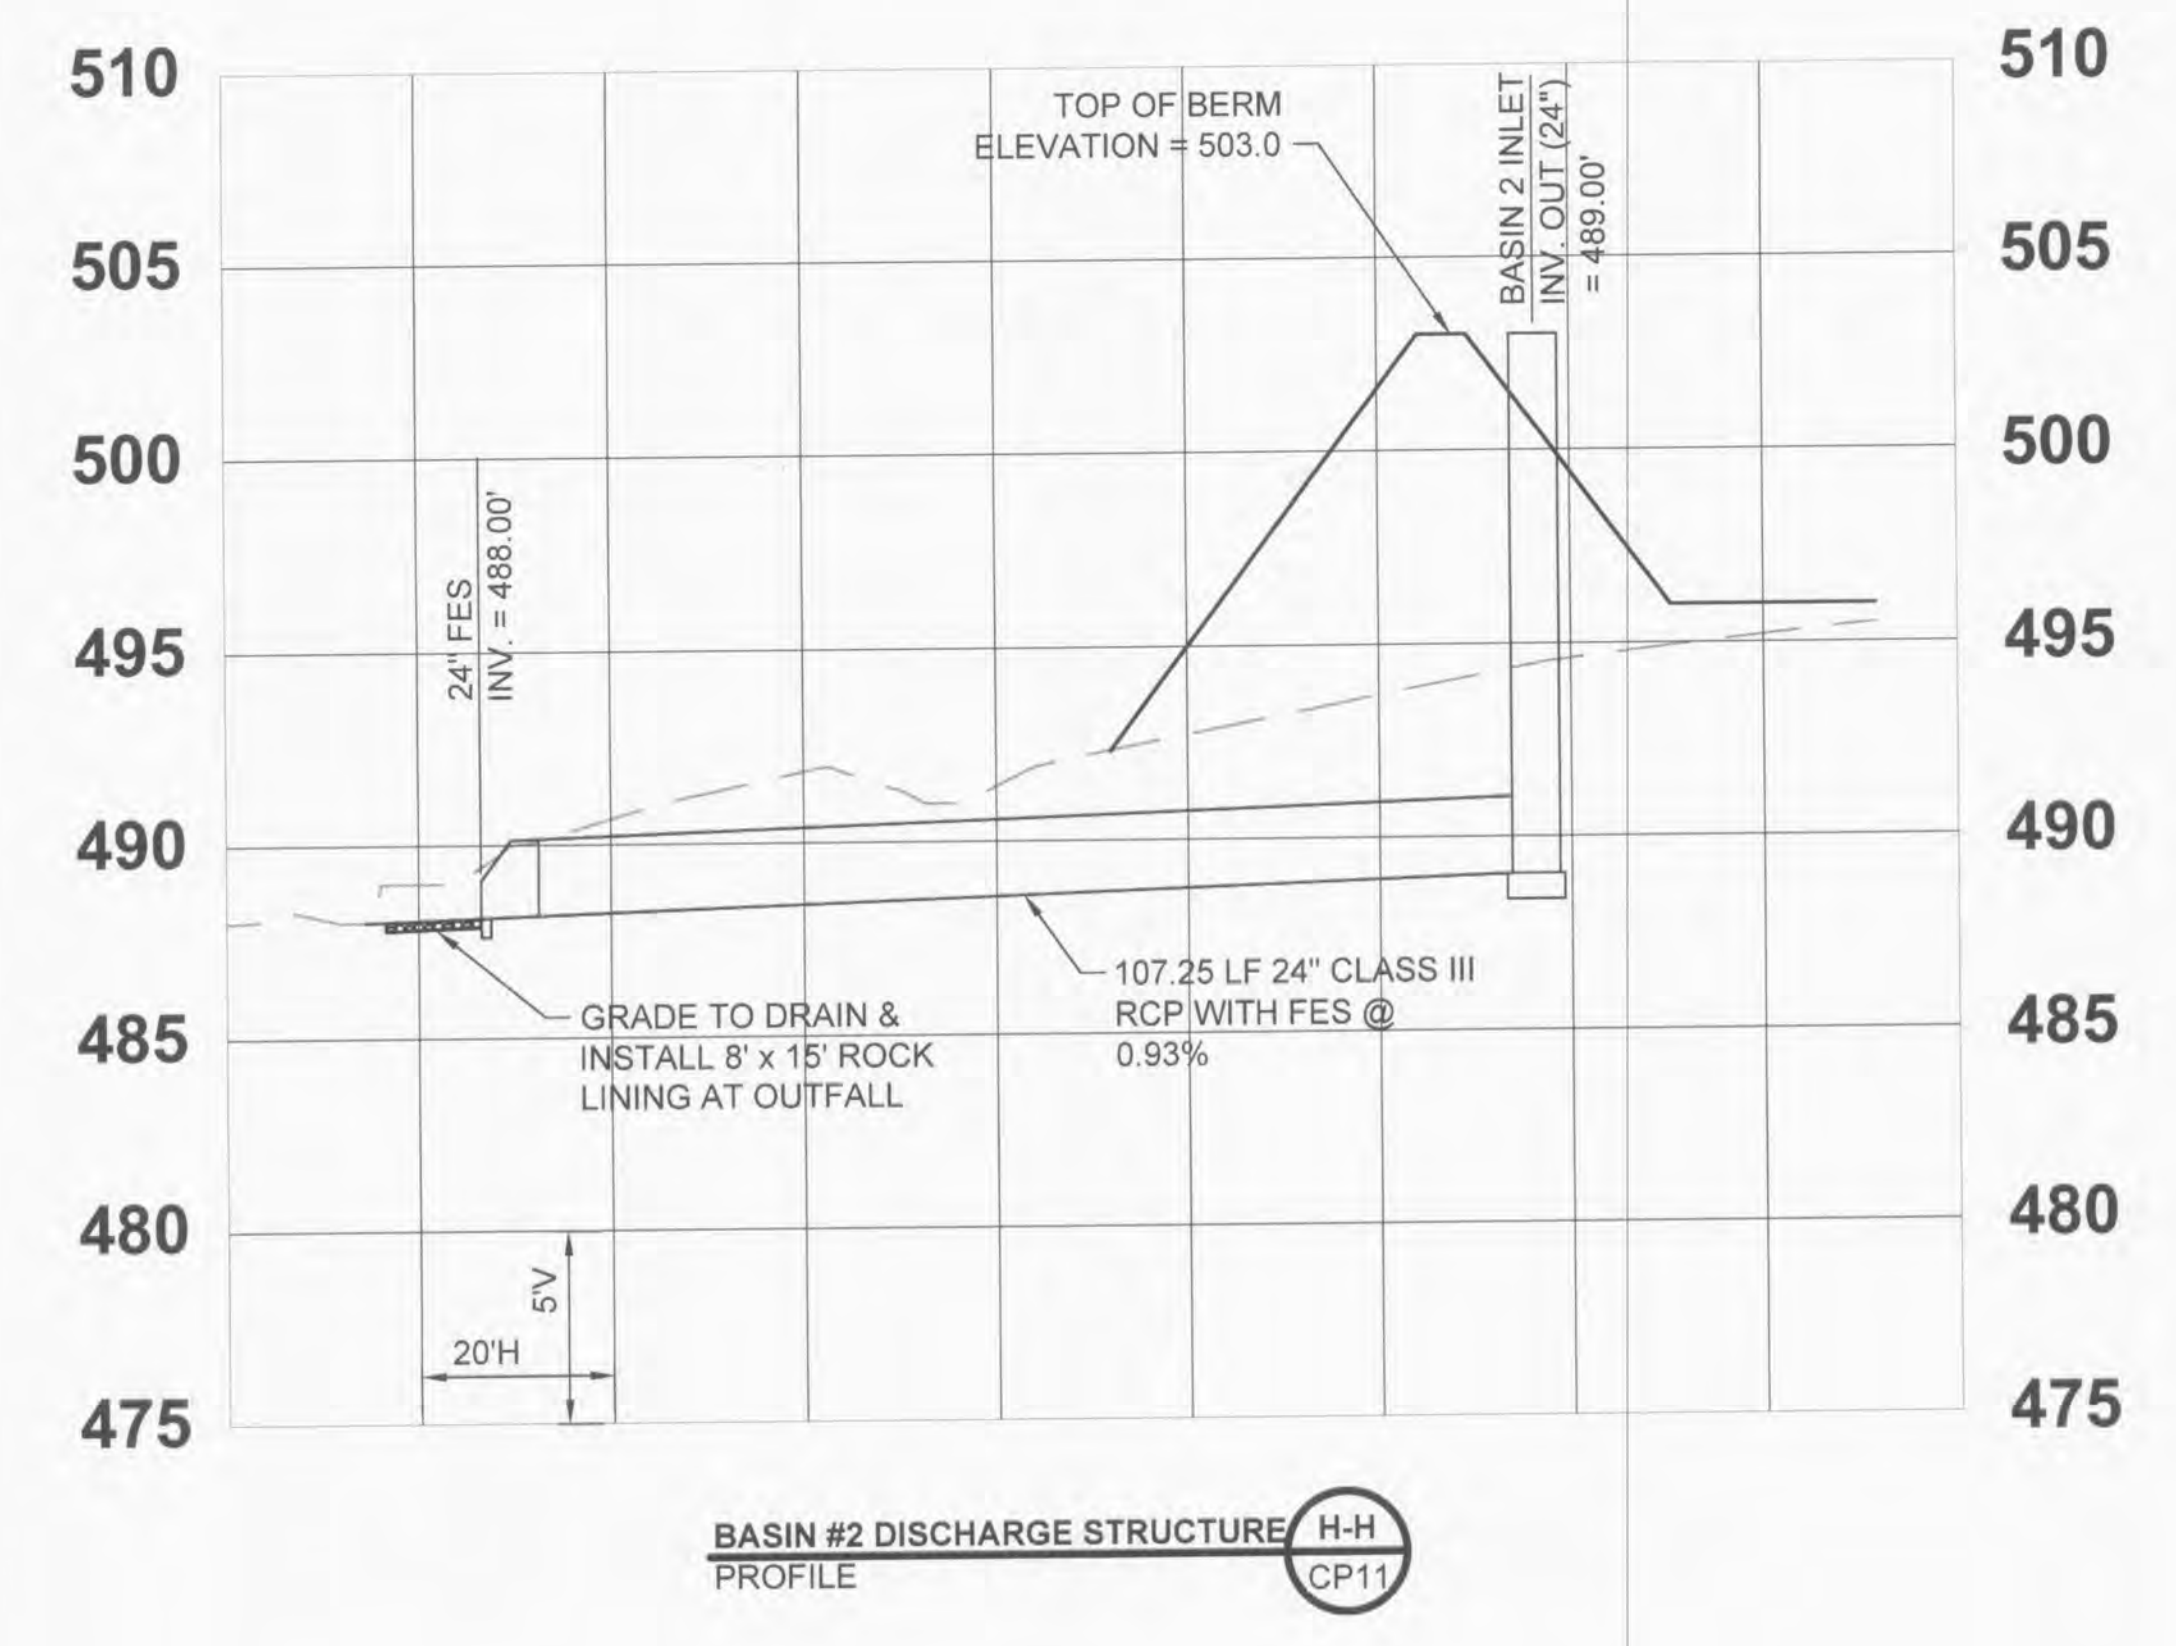 510
505
500
495
490
485
480
475
510
505
500
495
490
485
480
475
TOP OF BERM
ELEVATION = 503.0
BASIN 2 INLET
INV. OUT (24")
= 489.00'
24" FES
INV. = 488.00'
107.25 LF 24" CLASS III
RCP WITH FES @
0.93%
GRADE TO DRAIN &
INSTALL 8' x 15' ROCK
LINING AT OUTFALL
5'V
20'H
BASIN #2 DISCHARGE STRUCTURE
PROFILE
H-H
CP11